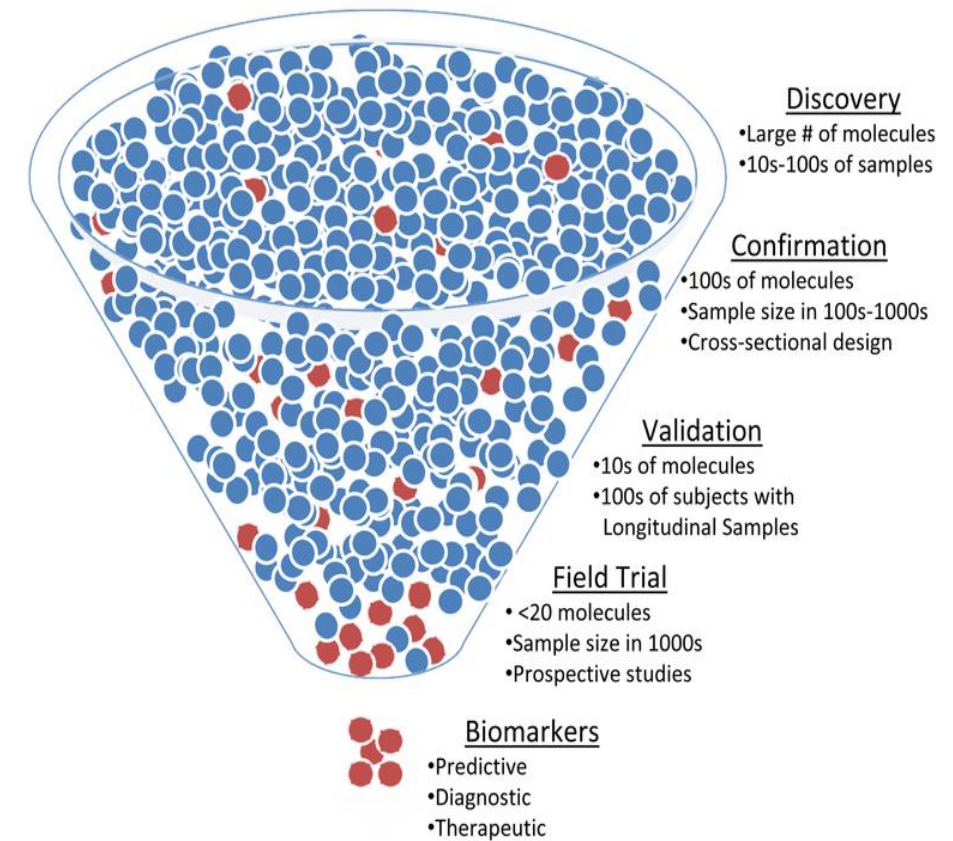 Discovery
•Large # of molecules
•10s-100s of samples
Confirmation
•100s of molecules
•Sample size in 100s-1000s
•Cross-sectional design
Validation
•10s of molecules
•100s of subjects with
Longitudinal Samples
Field Trial
• <20 molecules
•Sample size in 1000s
•Prospective studies
Biomarkers
•Predictive
•Diagnostic
•Therapeutic